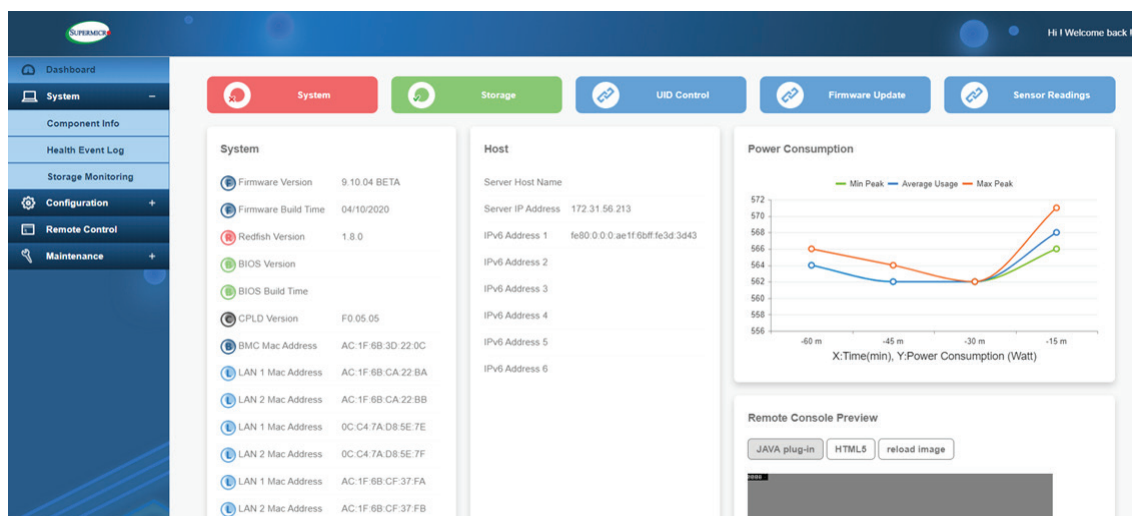 SUPERMICR
Hi ! Welcome back !
Dashboard
System −
Component Info
Health Event Log
Storage Monitoring
Configuration +
Remote Control
Maintenance +
System
Storage
UID Control
Firmware Update
Sensor Readings
System
Firmware Version 9.10.04 BETA
Firmware Build Time 04/10/2020
Redfish Version 1.8.0
BIOS Version
BIOS Build Time
CPLD Version F0.05.05
BMC Mac Address AC:1F:6B:3D:22:0C
LAN 1 Mac Address AC:1F:6B:CA:22:BA
LAN 2 Mac Address AC:1F:6B:CA:22:BB
LAN 1 Mac Address 0C:C4:7A:D8:5E:7E
LAN 2 Mac Address 0C:C4:7A:D8:5E:7F
LAN 1 Mac Address AC:1F:6B:CF:37:FA
LAN 2 Mac Address AC:1F:6B:CF:37:FB
Host
Server Host Name
Server IP Address 172.31.56.213
IPv6 Address 1 fe80:0:0:0:ae1f:6bff:fe3d:3d43
IPv6 Address 2
IPv6 Address 3
IPv6 Address 4
IPv6 Address 5
IPv6 Address 6
Power Consumption
Min Peak Average Usage Max Peak
572
570
568
566
564
562
560
558
556
-60 m -45 m -30 m -15 m
X:Time(min), Y:Power Consumption (Watt)
Remote Console Preview
JAVA plug-in HTML5 reload image